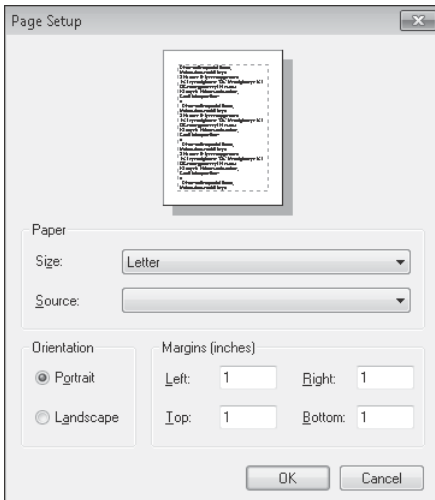 Page Setup
Paper
Size: Letter
Source:
Orientation
Portrait
Landscape
Margins (inches)
Left: 1 Right: 1
Top: 1 Bottom: 1
OK Cancel